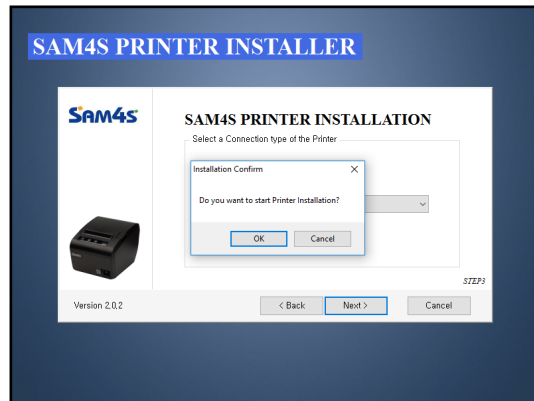 SAM4S PRINTER INSTALLER
SAM4S
SAM4S PRINTER INSTALLATION
Select a Connection type of the Printer
Installation Confirm
Do you want to start Printer Installation?
OK Cancel
STEP3
Version 2,0,2
< Back Next > Cancel